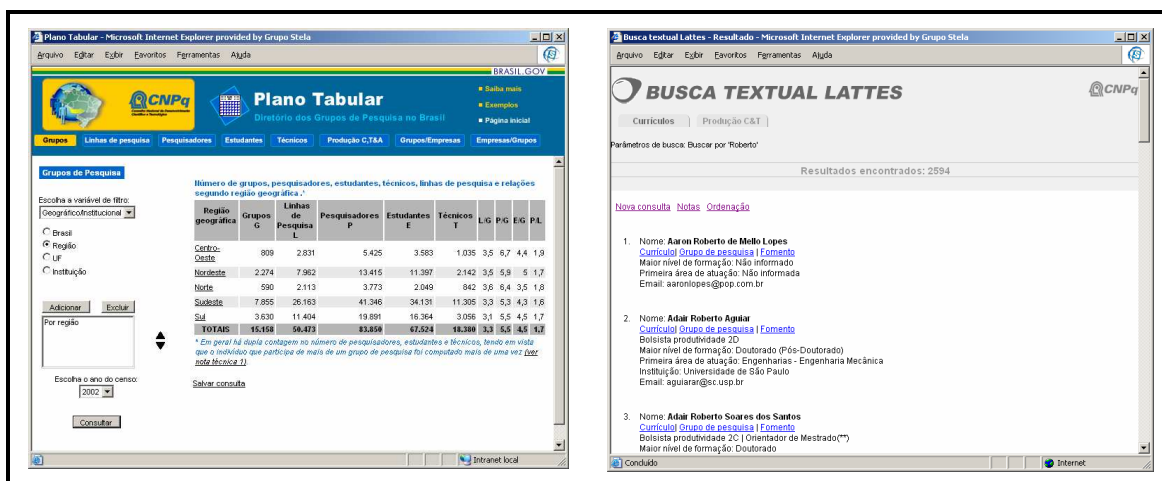 Plano Tabular - Microsoft Internet Explorer provided by Grupo Stela
Arquivo Editar Exibir Favoritos Ferramentas Ajuda
BRASIL.GOV
CNPq
Plano Tabular
Diretório dos Grupos de Pesquisa no Brasil
Saiba mais
Exemplos
Página inicial
Grupos Linhas de pesquisa Pesquisadores Estudantes Técnicos Produção C,T&A Grupos/Empresas Empresas/Grupos
Grupos de Pesquisa
Escolha a variável de filtro:
Geográfico/Institucional
Brasil
Região
UF
Instituição
Adicionar Excluir
Por região
Escolha o ano do censo:
2002
Consultar
Número de grupos, pesquisadores, estudantes, técnicos, linhas de pesquisa e relações
segundo região geográfica .*
Região geográfica Grupos G Linhas de Pesquisa L Pesquisadores P Estudantes E Técnicos T L/G P/G E/G P/L
Centro-Oeste 809 2.831 5.425 3.583 1.035 3,5 6,7 4,4 1,9
Nordeste 2.274 7.962 13.415 11.397 2.142 3,5 5,9 5 1,7
Norte 590 2.113 3.773 2.049 842 3,6 6,4 3,5 1,8
Sudeste 7.855 26.163 41.346 34.131 11.305 3,3 5,3 4,3 1,6
Sul 3.630 11.404 19.891 16.364 3.056 3,1 5,5 4,5 1,7
TOTAIS 15.158 50.473 83.850 67.524 18.380 3,3 5,5 4,5 1,7
* Em geral há dupla contagem no número de pesquisadores, estudantes e técnicos, tendo em vista
que o indivíduo que participa de mais de um grupo de pesquisa foi computado mais de uma vez (ver
nota técnica 1).
Salvar consulta
Intranet local
Busca textual Lattes - Resultado - Microsoft Internet Explorer provided by Grupo Stela
Arquivo Editar Exibir Favoritos Ferramentas Ajuda
BUSCA TEXTUAL LATTES
CNPq
Currículos Produção C&T
Parâmetros de busca: Buscar por 'Roberto'
Resultados encontrados: 2594
Nova consulta Notas Ordenação
1. Nome: Aaron Roberto de Mello Lopes
Currículo| Grupo de pesquisa | Fomento
Maior nível de formação: Não informado
Primeira área de atuação: Não informada
Email: aaronlopes@pop.com.br
2. Nome: Adair Roberto Aguiar
Currículo| Grupo de pesquisa | Fomento
Bolsista produtividade 2D
Maior nível de formação: Doutorado (Pós-Doutorado)
Primeira área de atuação: Engenharias - Engenharia Mecânica
Instituição: Universidade de São Paulo
Email: aguiarar@sc.usp.br
3. Nome: Adair Roberto Soares dos Santos
Currículo| Grupo de pesquisa | Fomento
Bolsista produtividade 2C | Orientador de Mestrado(**)
Maior nível de formação: Doutorado
Concluído
Internet